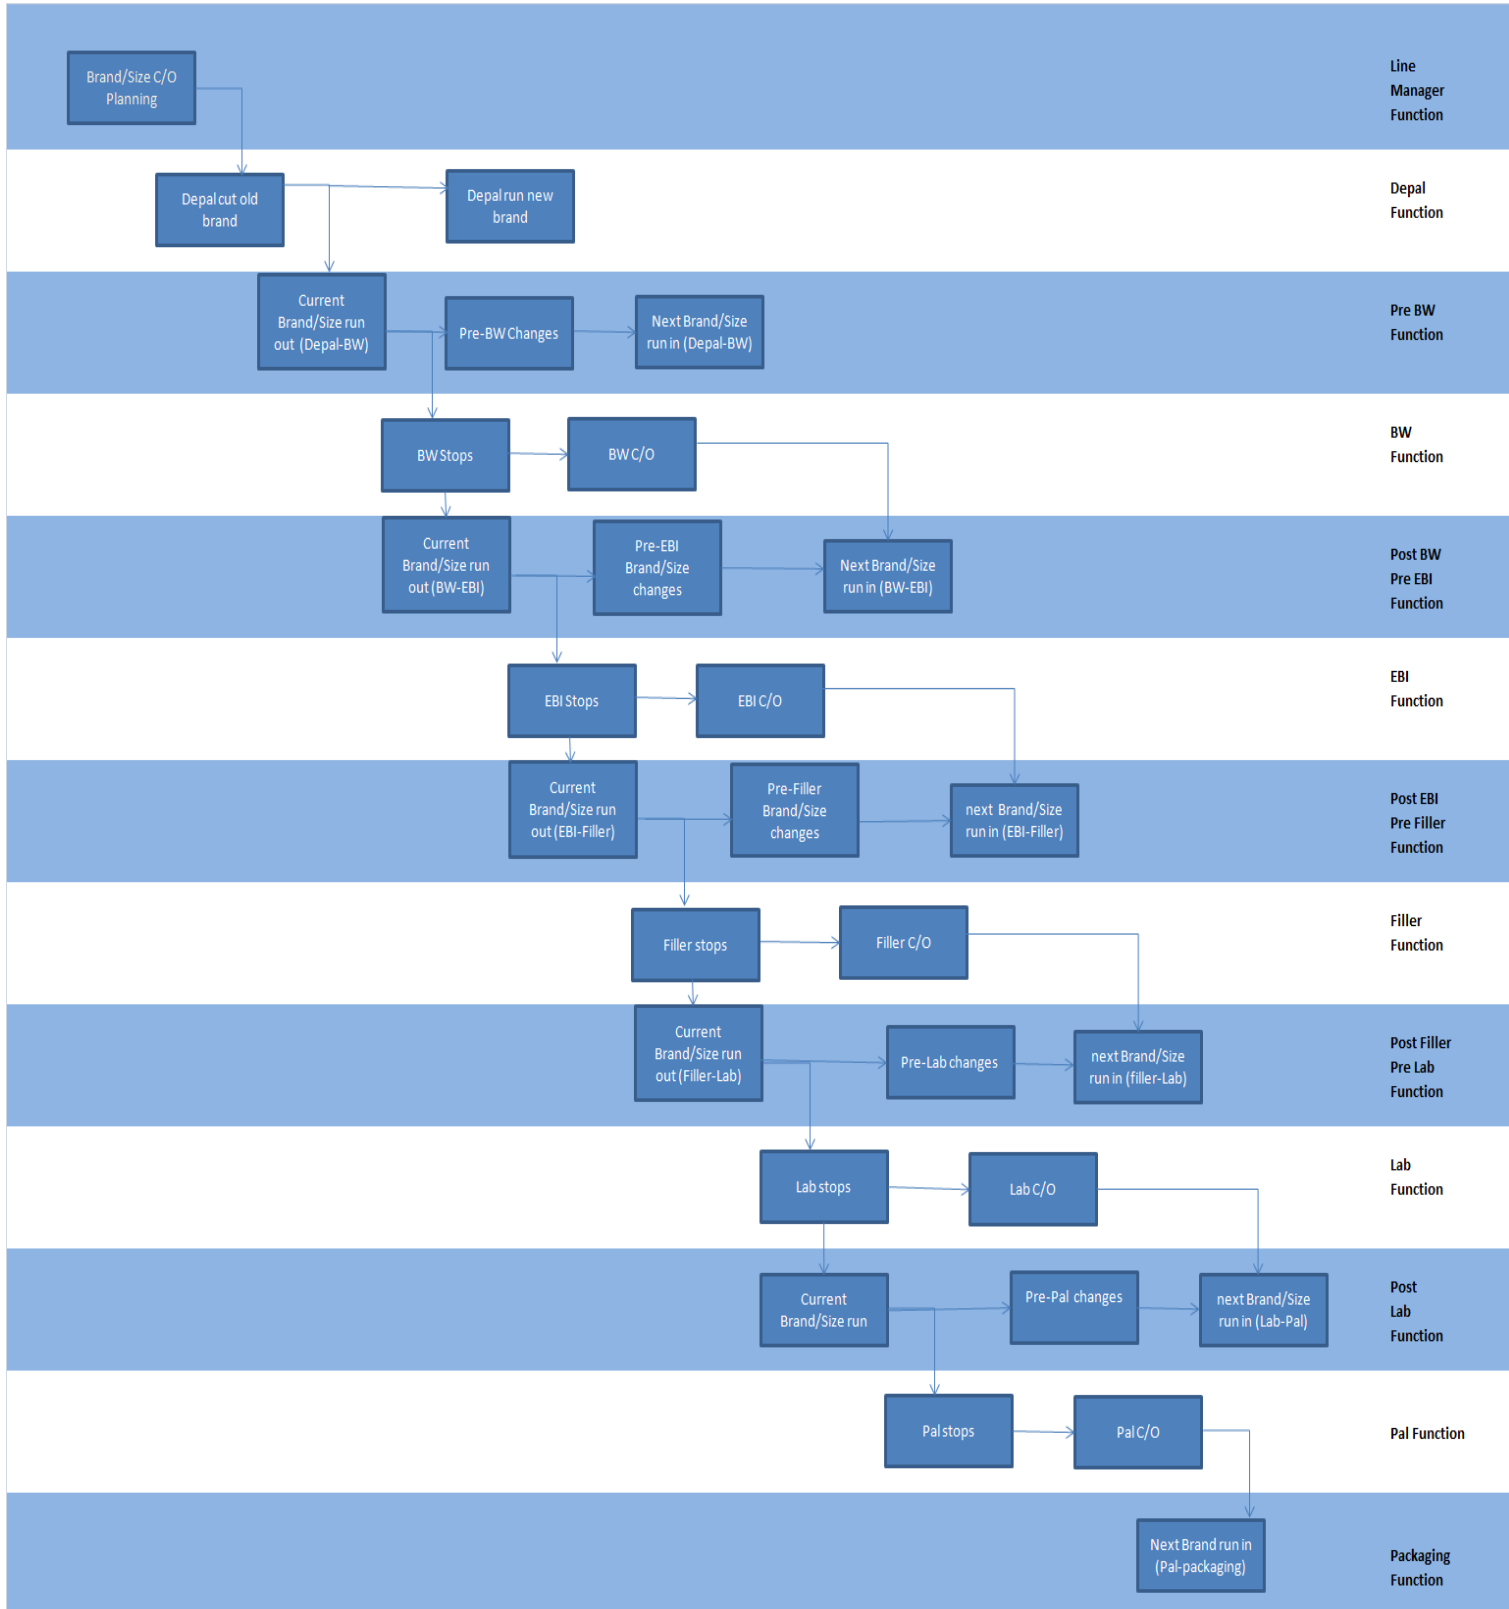 Brand/Size C/O
Planning
Line
Manager
Function
Depal cut old
brand
Depal run new
brand
Depal
Function
Current
Brand/Size run
out (Depal-BW)
Pre-BW Changes
Next Brand/Size
run in (Depal-BW)
Pre BW
Function
BW Stops
BW C/O
BW
Function
Current
Brand/Size run
out (BW-EBI)
Pre-EBI
Brand/Size
changes
Next Brand/Size
run in (BW-EBI)
Post BW
Pre EBI
Function
EBI Stops
EBI C/O
EBI
Function
Current
Brand/Size run
out (EBI-Filler)
Pre-Filler
Brand/Size
changes
next Brand/Size
run in (EBI-Filler)
Post EBI
Pre Filler
Function
Filler stops
Filler C/O
Filler
Function
Current
Brand/Size run
out (Filler-Lab)
Pre-Lab changes
next Brand/Size
run in (filler-Lab)
Post Filler
Pre Lab
Function
Lab stops
Lab C/O
Lab
Function
Current
Brand/Size run
Pre-Pal changes
next Brand/Size
run in (Lab-Pal)
Post
Lab
Function
Pal stops
Pal C/O
Pal Function
Next Brand run in
(Pal-packaging)
Packaging
Function